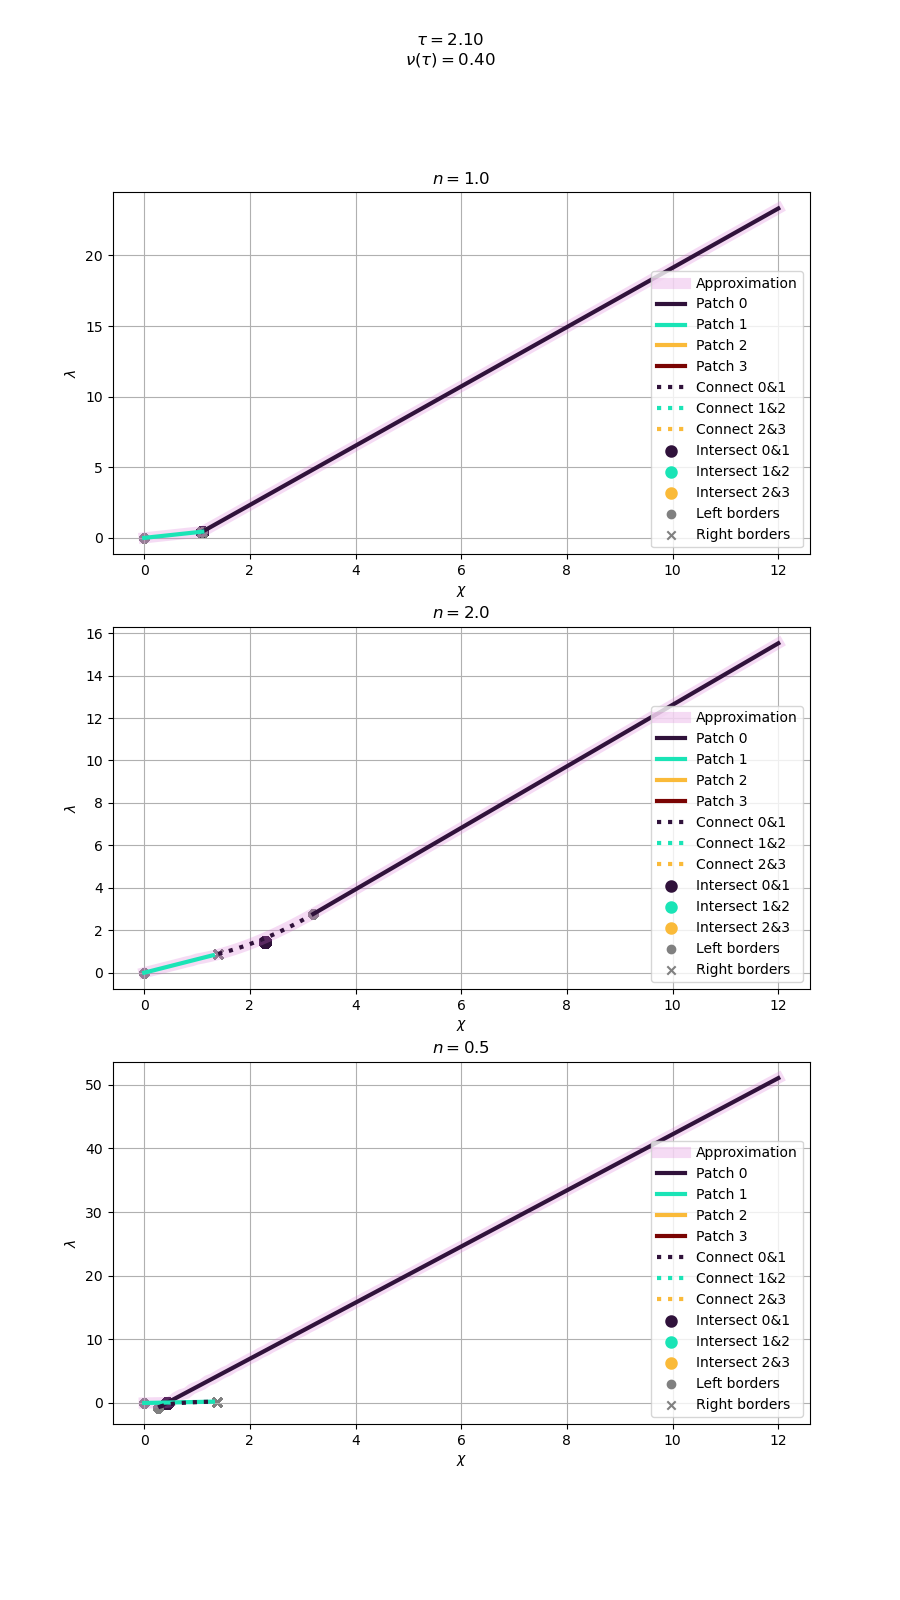 τ = 2.10
ν(τ) = 0.40
n = 1.0
20
15
10
5
0
λ
0 2 4 6 8 10 12
χ
Approximation
Patch 0
Patch 1
Patch 2
Patch 3
Connect 0&1
Connect 1&2
Connect 2&3
Intersect 0&1
Intersect 1&2
Intersect 2&3
Left borders
Right borders
n = 2.0
16
14
12
10
8
6
4
2
0
λ
0 2 4 6 8 10 12
χ
Approximation
Patch 0
Patch 1
Patch 2
Patch 3
Connect 0&1
Connect 1&2
Connect 2&3
Intersect 0&1
Intersect 1&2
Intersect 2&3
Left borders
Right borders
n = 0.5
50
40
30
20
10
0
λ
0 2 4 6 8 10 12
χ
Approximation
Patch 0
Patch 1
Patch 2
Patch 3
Connect 0&1
Connect 1&2
Connect 2&3
Intersect 0&1
Intersect 1&2
Intersect 2&3
Left borders
Right borders